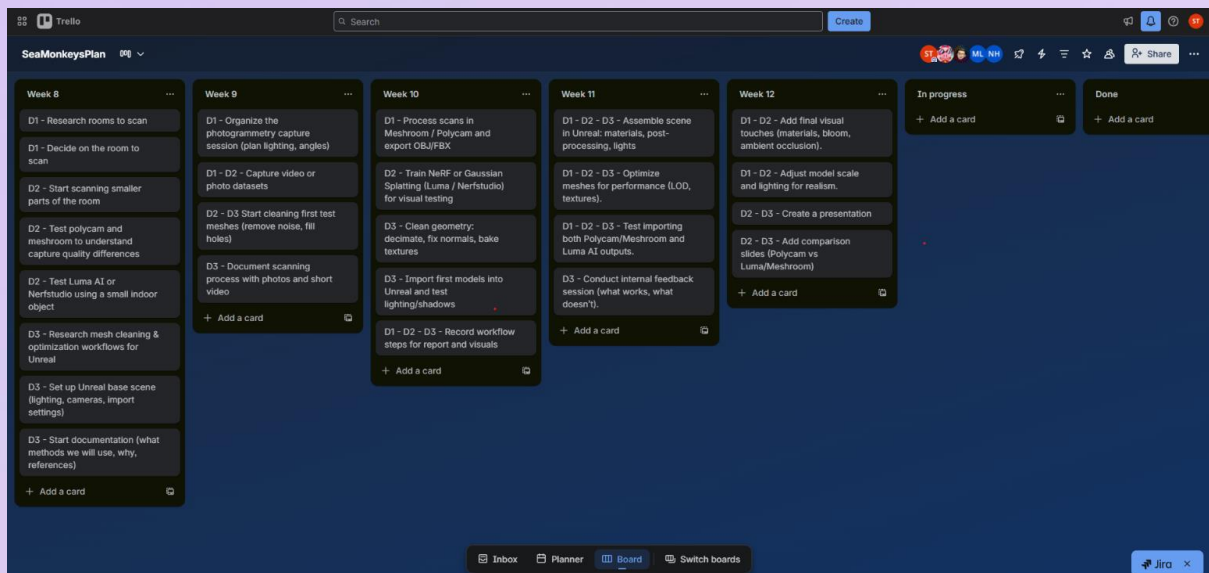 Trello
Search
Create
ST
SeaMonkeysPlan
ST
ML
NH
Share
Week 8
D1 - Research rooms to scan
D1 - Decide on the room to
scan
D2 - Start scanning smaller
parts of the room
D2 - Test polycam and
meshroom to understand
capture quality differences
D2 - Test Luma AI or
Nerfstudio using a small indoor
object
D3 - Research mesh cleaning &
optimization workflows for
Unreal
D3 - Set up Unreal base scene
(lighting, cameras, import
settings)
D3 - Start documentation (what
methods we will use, why,
references)
+ Add a card
Week 9
D1 - Organize the
photogrammetry capture
session (plan lighting, angles)
D1 - D2 - Capture video or
photo datasets
D2 - D3 Start cleaning first test
meshes (remove noise, fill
holes)
D3 - Document scanning
process with photos and short
video
+ Add a card
Week 10
D1 - Process scans in
Meshroom / Polycam and
export OBJ/FBX
D2 - Train NeRF or Gaussian
Splatting (Luma / Nerfstudio)
for visual testing
D3 - Clean geometry:
decimate, fix normals, bake
textures
D3 - Import first models into
Unreal and test
lighting/shadows
D1 - D2 - D3 - Record workflow
steps for report and visuals
+ Add a card
Week 11
D1 - D2 - D3 - Assemble scene
in Unreal: materials, post-
processing, lights
D1 - D2 - D3 - Optimize
meshes for performance (LOD,
textures).
D1 - D2 - D3 - Test importing
both Polycam/Meshroom and
Luma AI outputs.
D3 - Conduct internal feedback
session (what works, what
doesn't).
+ Add a card
Week 12
D1 - D2 - Add final visual
touches (materials, bloom,
ambient occlusion).
D1 - D2 - Adjust model scale
and lighting for realism.
D2 - D3 - Create a presentation
D2 - D3 - Add comparison
slides (Polycam vs
Luma/Meshroom)
+ Add a card
In progress
+ Add a card
Done
+ Add a card
Inbox
Planner
Board
Switch boards
Jira